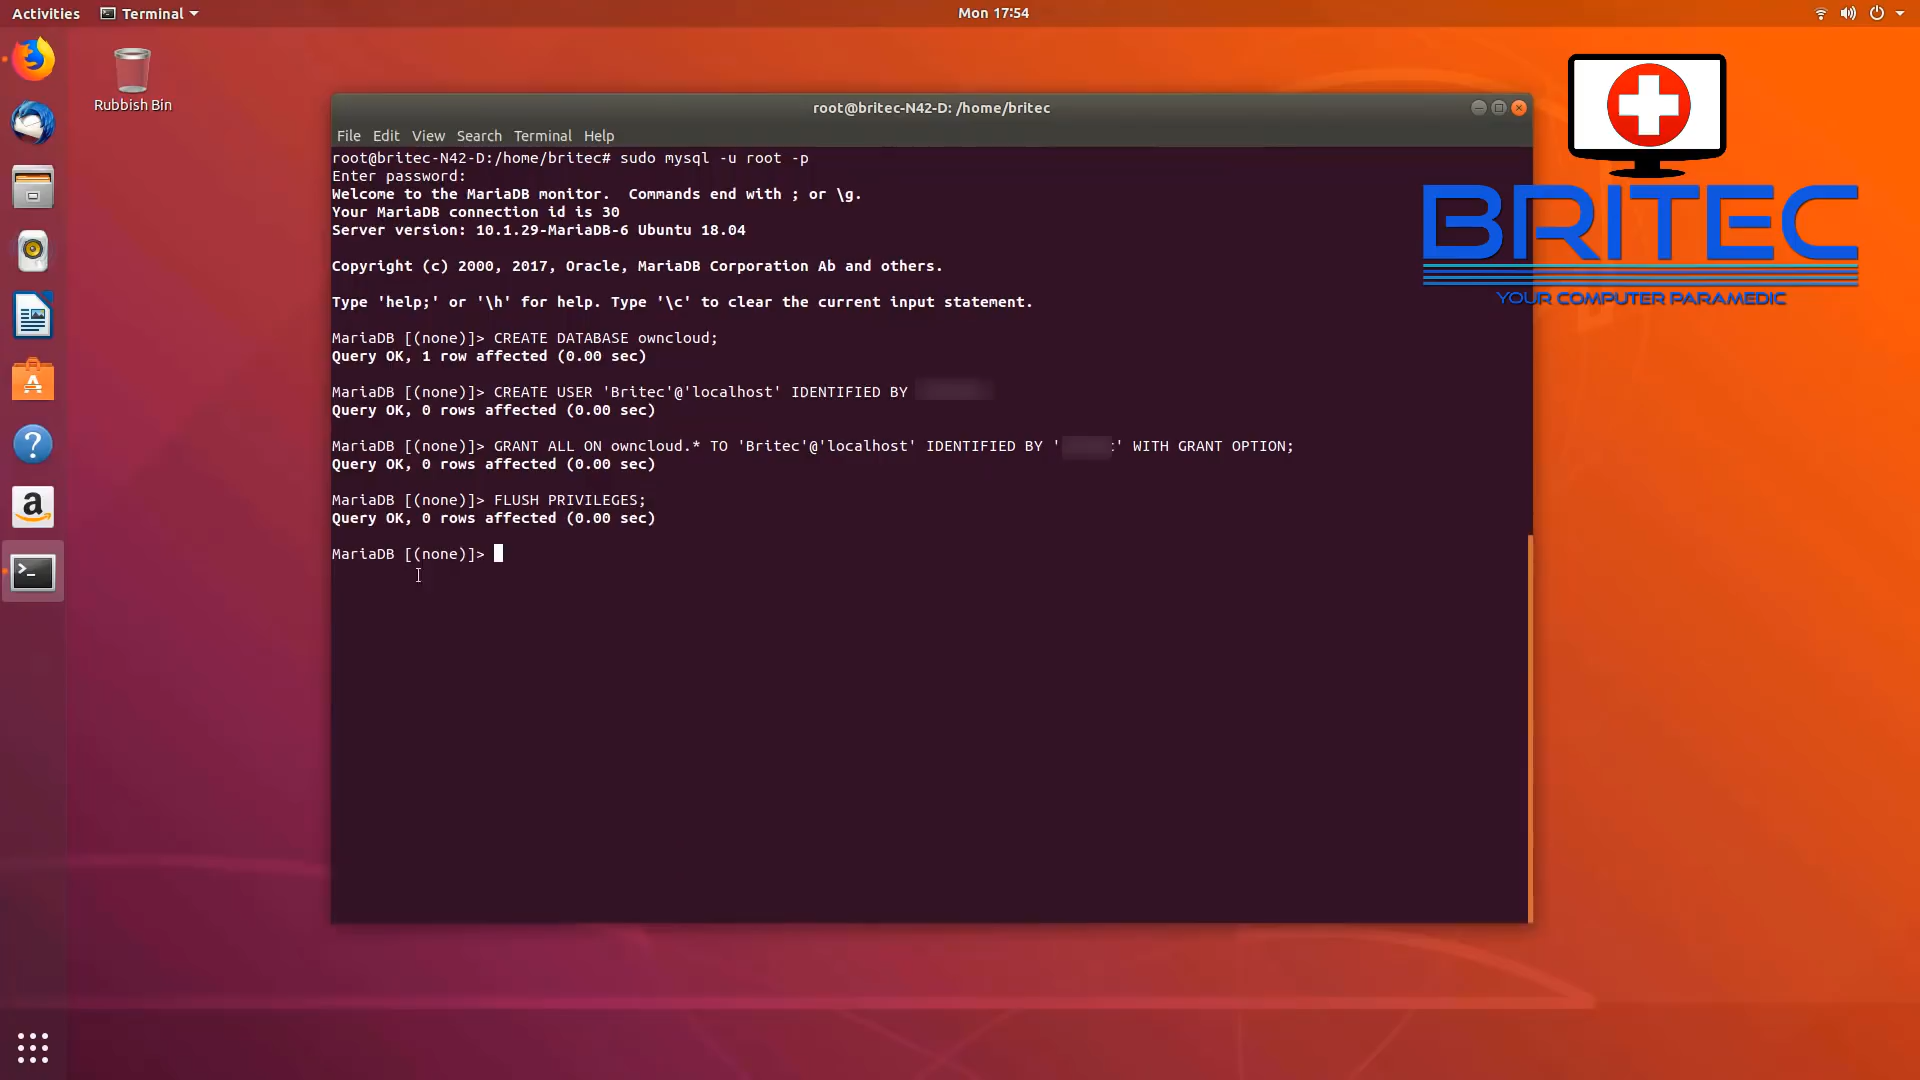 Activities
Terminal
Mon 17:54
Rubbish Bin
root@britec-N42-D: /home/britec
File Edit View Search Terminal Help
root@britec-N42-D:/home/britec# sudo mysql -u root -p
Enter password:
Welcome to the MariaDB monitor.  Commands end with ; or \g.
Your MariaDB connection id is 30
Server version: 10.1.29-MariaDB-6 Ubuntu 18.04
Copyright (c) 2000, 2017, Oracle, MariaDB Corporation Ab and others.
Type 'help;' or '\h' for help. Type '\c' to clear the current input statement.
MariaDB [(none)]> CREATE DATABASE owncloud;
Query OK, 1 row affected (0.00 sec)
MariaDB [(none)]> CREATE USER 'Britec'@'localhost' IDENTIFIED BY
Query OK, 0 rows affected (0.00 sec)
MariaDB [(none)]> GRANT ALL ON owncloud.* TO 'Britec'@'localhost' IDENTIFIED BY ' ' WITH GRANT OPTION;
Query OK, 0 rows affected (0.00 sec)
MariaDB [(none)]> FLUSH PRIVILEGES;
Query OK, 0 rows affected (0.00 sec)
MariaDB [(none)]>
BRITEC
YOUR COMPUTER PARAMEDIC